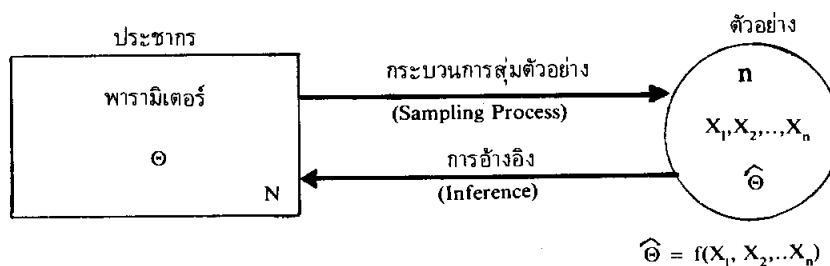 ประชากร
พารามิเตอร์
Θ
N
กระบวนการสุ่มตัวอย่าง
(Sampling Process)
การอ้างอิง
(Inference)
ตัวอย่าง
n
X₁,X₂,..,Xₙ
Θ̂
Θ̂ = f(X₁, X₂,..Xₙ)